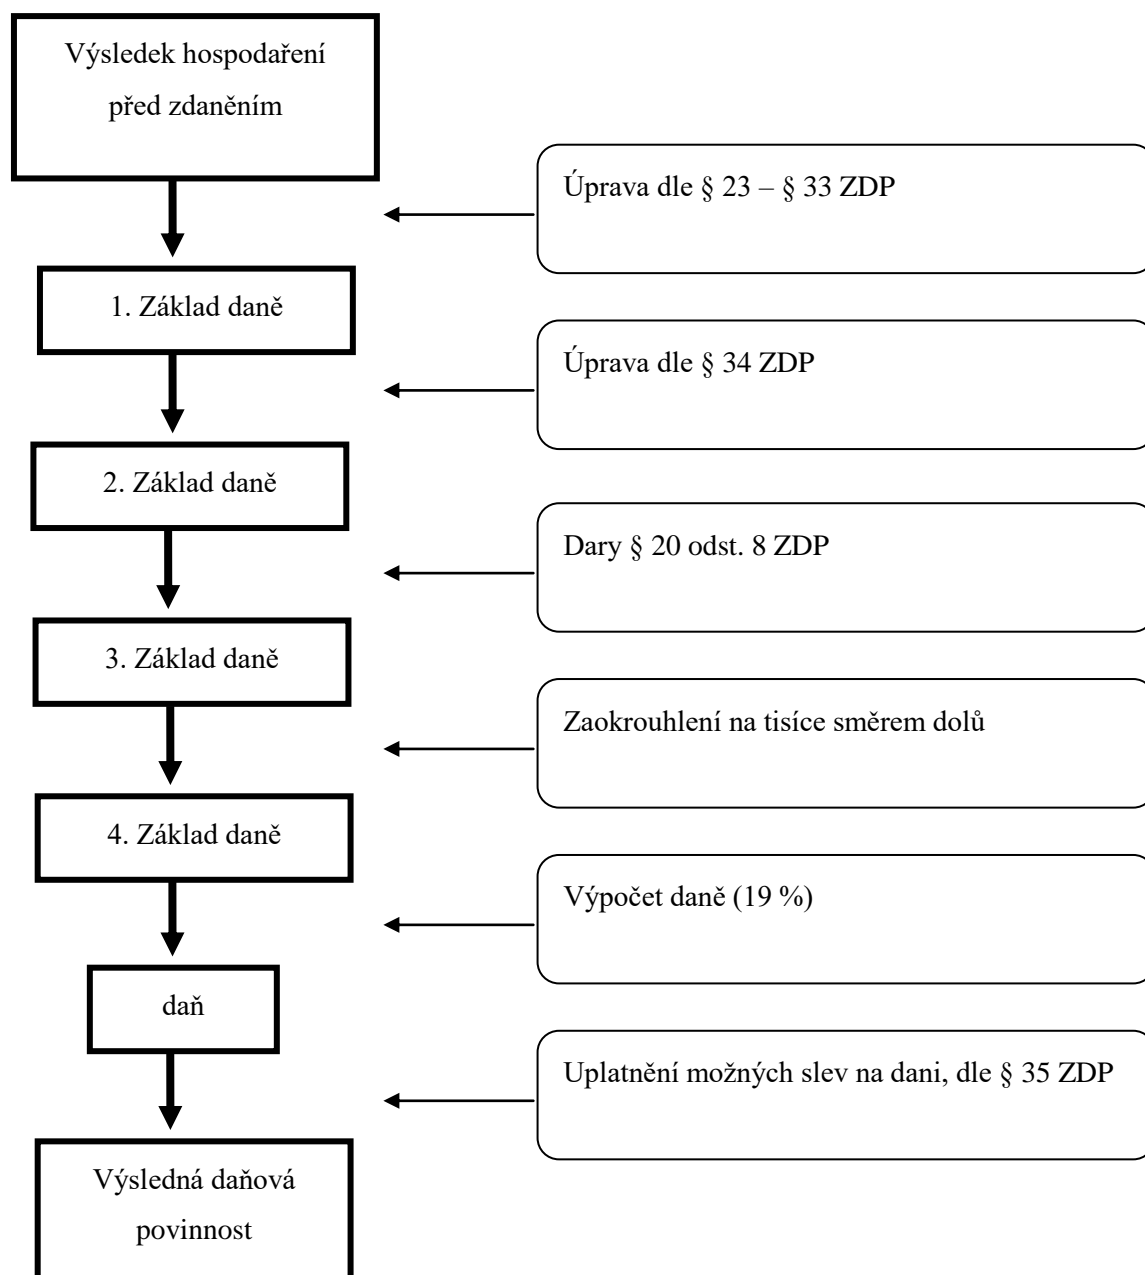 Výsledek hospodaření
před zdaněním
Úprava dle § 23 – § 33 ZDP
1. Základ daně
Úprava dle § 34 ZDP
2. Základ daně
Dary § 20 odst. 8 ZDP
3. Základ daně
Zaokrouhlení na tisíce směrem dolů
4. Základ daně
Výpočet daně (19 %)
daň
Uplatnění možných slev na dani, dle § 35 ZDP
Výsledná daňová
povinnost